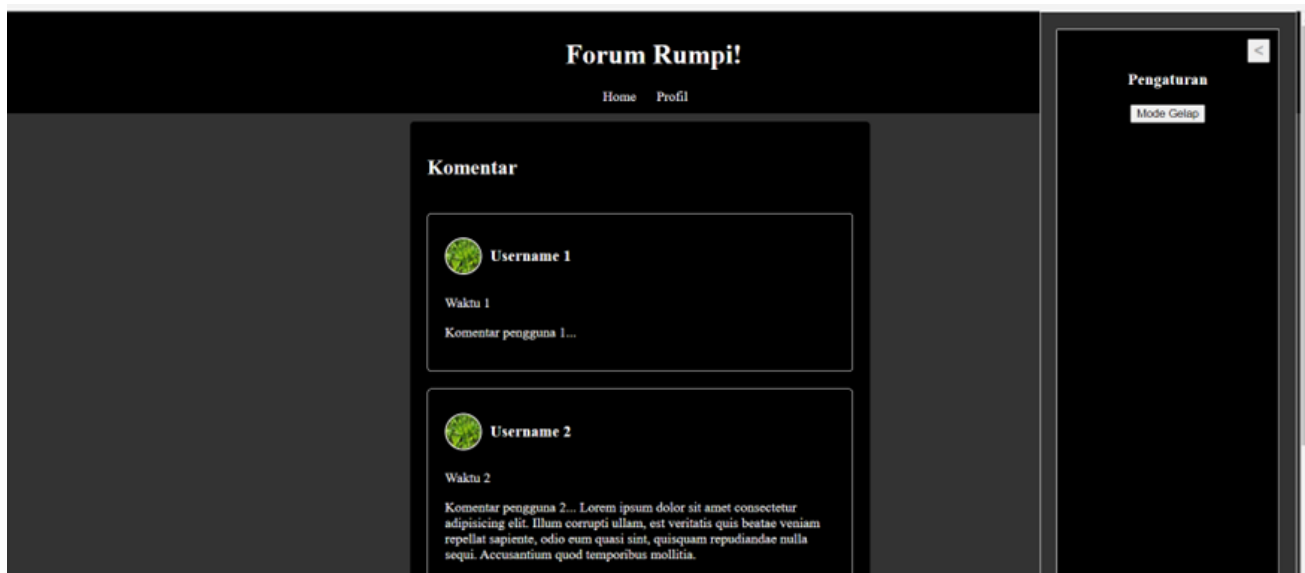 Forum Rumpi!
Home Profil
Komentar
Username 1
Waktu 1
Komentar pengguna 1...
Username 2
Waktu 2
Komentar pengguna 2... Lorem ipsum dolor sit amet consectetur
adipisicing elit. Illum corrupti ullam, est veritatis quis beatae veniam
repellat sapiente, odio eum quasi sint, quisquam repudiandae nulla
sequi. Accusantium quod temporibus mollitia.
<
Pengaturan
Mode Gelap